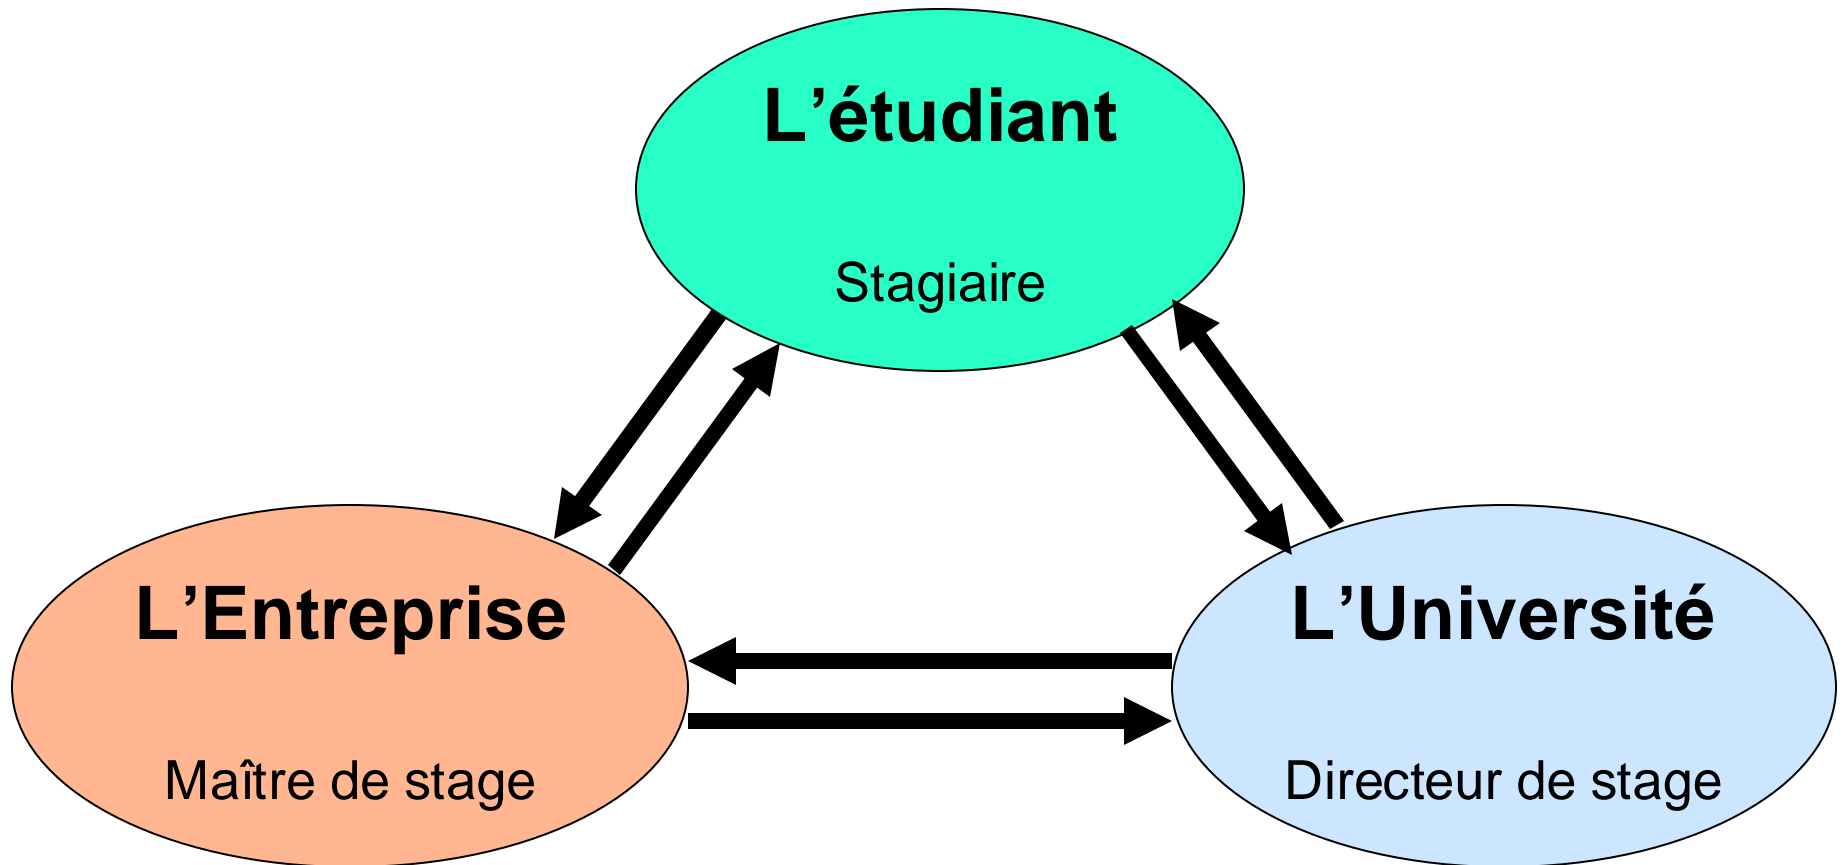 L’étudiant
Stagiaire
L’Entreprise
Maître de stage
L’Université
Directeur de stage